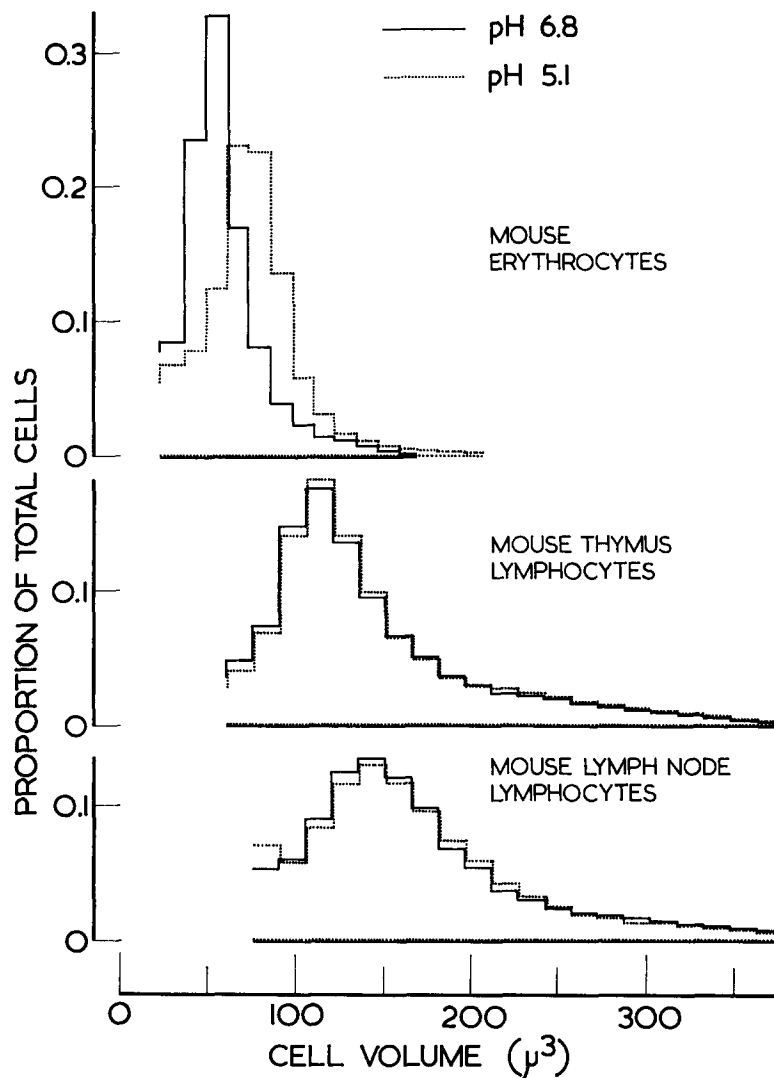 pH 6.8
pH 5.1
0.3
0.2
0.1
0
MOUSE
ERYTHROCYTES
0.1
0
MOUSE THYMUS
LYMPHOCYTES
0.1
0
MOUSE LYMPH NODE
LYMPHOCYTES
PROPORTION OF TOTAL CELLS
0
100
200
300
CELL VOLUME (μ³)